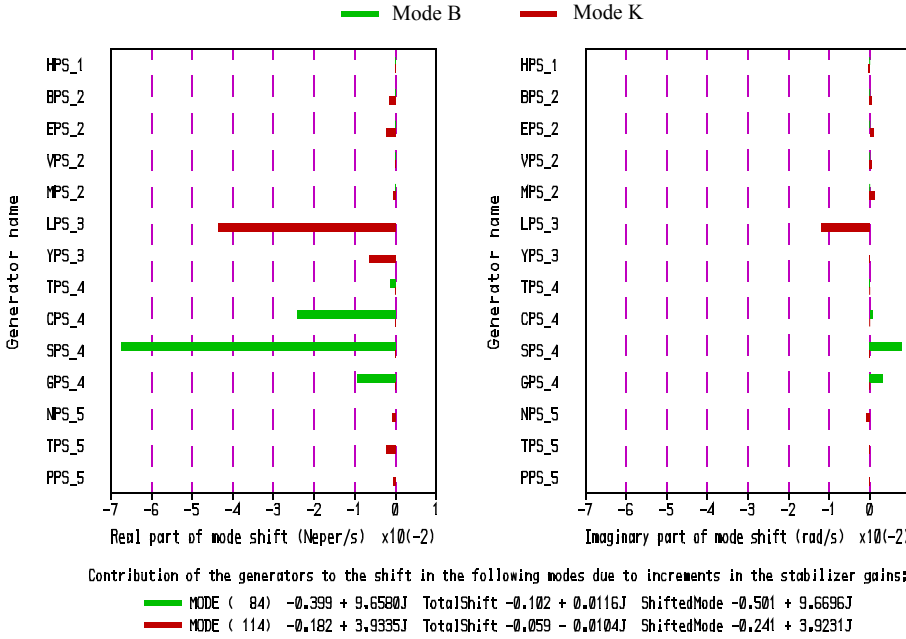 Mode B Mode K
Generator name
HPS_1
BPS_2
EPS_2
VPS_2
MPS_2
LPS_3
YPS_3
TPS_4
CPS_4
SPS_4
GPS_4
NPS_5
TPS_5
PPS_5
-7 -6 -5 -4 -3 -2 -1 0 1
Real part of mode shift (Neper/s) x10(-2)
Generator name
HPS_1
BPS_2
EPS_2
VPS_2
MPS_2
LPS_3
YPS_3
TPS_4
CPS_4
SPS_4
GPS_4
NPS_5
TPS_5
PPS_5
-7 -6 -5 -4 -3 -2 -1 0
Imaginary part of mode shift (rad/s) x10(-2)
Contribution of the generators to the shift in the following modes due to increments in the stabilizer gains:
MODE ( 84) -0.399 + 9.6580J TotalShift -0.102 + 0.0116J ShiftedMode -0.501 + 9.6696J
MODE ( 114) -0.182 + 3.9335J TotalShift -0.059 - 0.0104J ShiftedMode -0.241 + 3.9231J